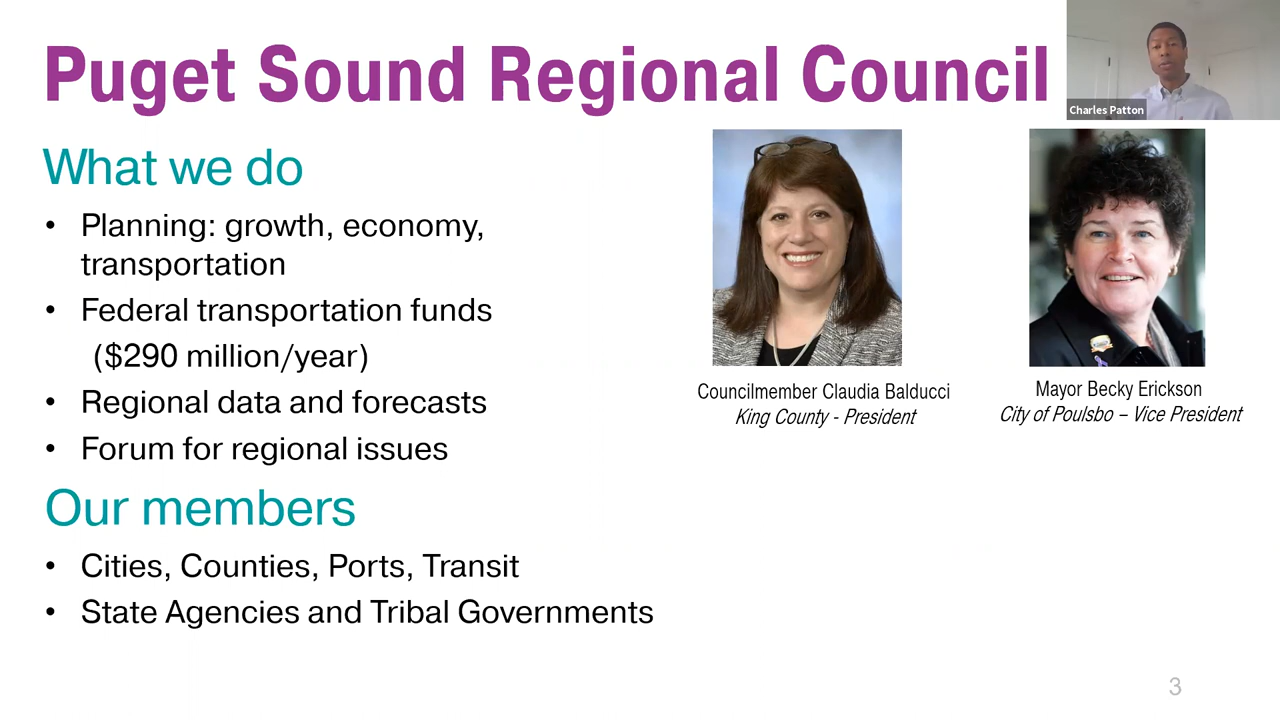 Puget Sound Regional Council
Charles Patton
What we do
• Planning: growth, economy,
transportation
• Federal transportation funds
($290 million/year)
• Regional data and forecasts
• Forum for regional issues
Our members
• Cities, Counties, Ports, Transit
• State Agencies and Tribal Governments
Councilmember Claudia Balducci
King County - President
Mayor Becky Erickson
City of Poulsbo – Vice President
3